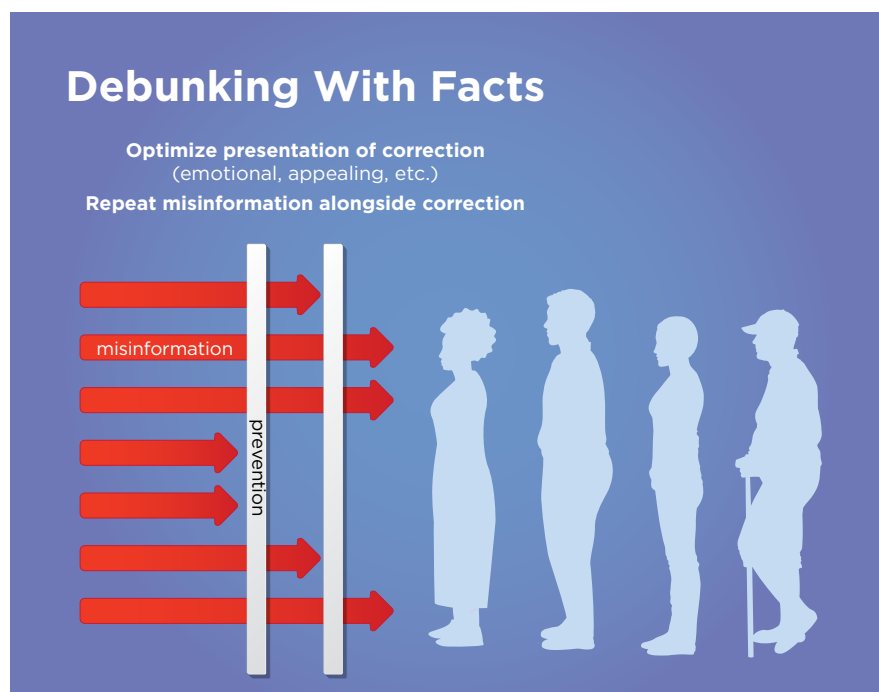 Debunking With Facts
Optimize presentation of correction
(emotional, appealing, etc.)
Repeat misinformation alongside correction
misinformation
prevention